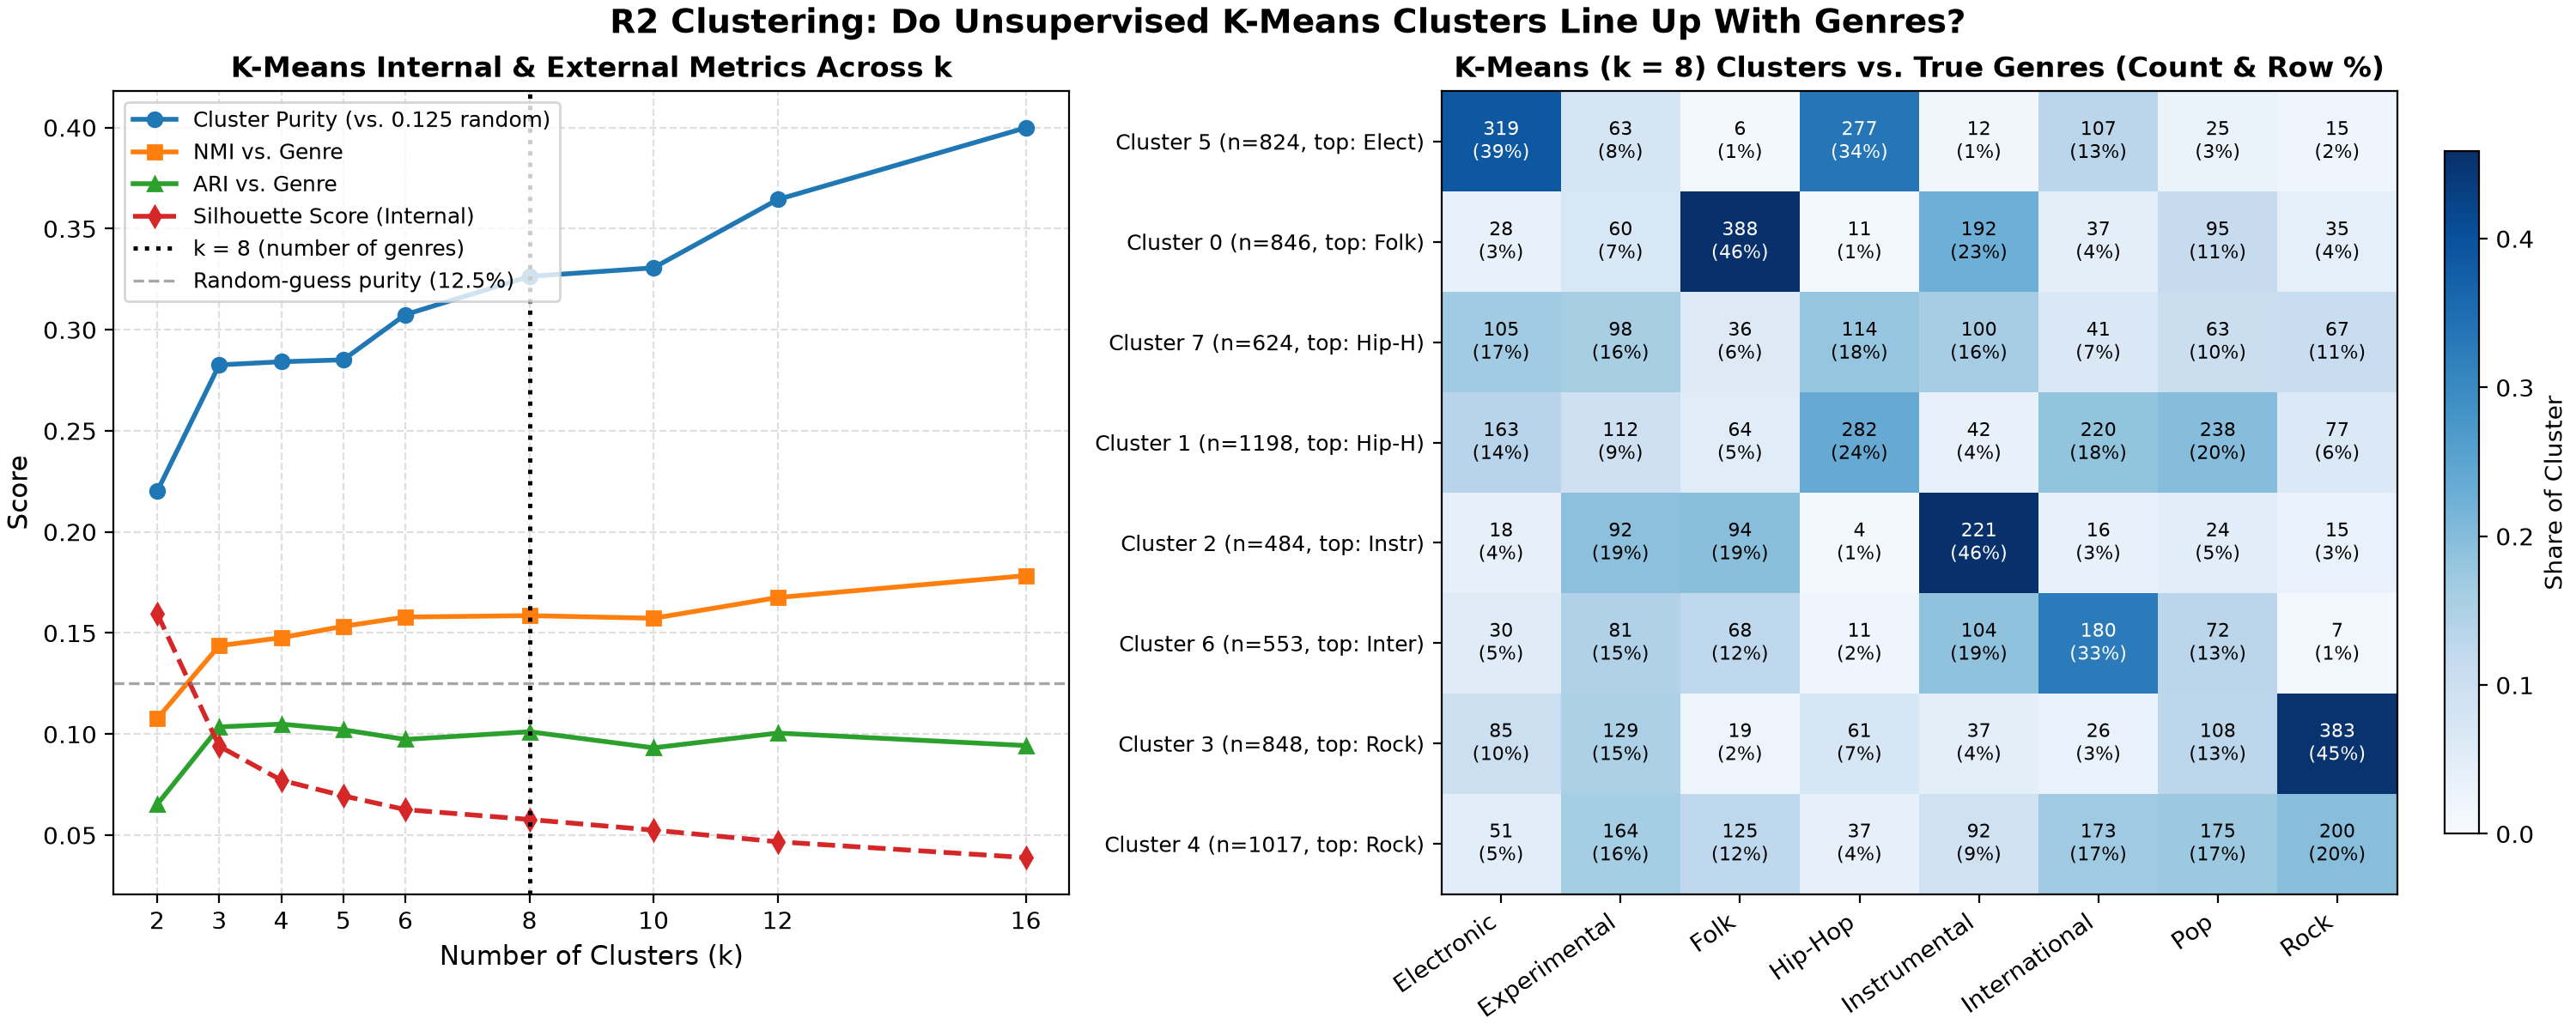 R2 Clustering: Do Unsupervised K-Means Clusters Line Up With Genres?
K-Means Internal & External Metrics Across k
Score
0.40
0.35
0.30
0.25
0.20
0.15
0.10
0.05
Cluster Purity (vs. 0.125 random)
NMI vs. Genre
ARI vs. Genre
Silhouette Score (Internal)
k = 8 (number of genres)
Random-guess purity (12.5%)
2 3 4 5 6 8 10 12 16
Number of Clusters (k)
K-Means (k = 8) Clusters vs. True Genres (Count & Row %)
Cluster 5 (n=824, top: Elect)
319 63 6 277 12 107 25 15
(39%) (8%) (1%) (34%) (1%) (13%) (3%) (2%)
Cluster 0 (n=846, top: Folk)
28 60 388 11 192 37 95 35
(3%) (7%) (46%) (1%) (23%) (4%) (11%) (4%)
Cluster 7 (n=624, top: Hip-H)
105 98 36 114 100 41 63 67
(17%) (16%) (6%) (18%) (16%) (7%) (10%) (11%)
Cluster 1 (n=1198, top: Hip-H)
163 112 64 282 42 220 238 77
(14%) (9%) (5%) (24%) (4%) (18%) (20%) (6%)
Cluster 2 (n=484, top: Instr)
18 92 94 4 221 16 24 15
(4%) (19%) (19%) (1%) (46%) (3%) (5%) (3%)
Cluster 6 (n=553, top: Inter)
30 81 68 11 104 180 72 7
(5%) (15%) (12%) (2%) (19%) (33%) (13%) (1%)
Cluster 3 (n=848, top: Rock)
85 129 19 61 37 26 108 383
(10%) (15%) (2%) (7%) (4%) (3%) (13%) (45%)
Cluster 4 (n=1017, top: Rock)
51 164 125 37 92 173 175 200
(5%) (16%) (12%) (4%) (9%) (17%) (17%) (20%)
Electronic
Experimental
Folk
Hip-Hop
Instrumental
International
Pop
Rock
0.4
0.3
0.2
0.1
0.0
Share of Cluster